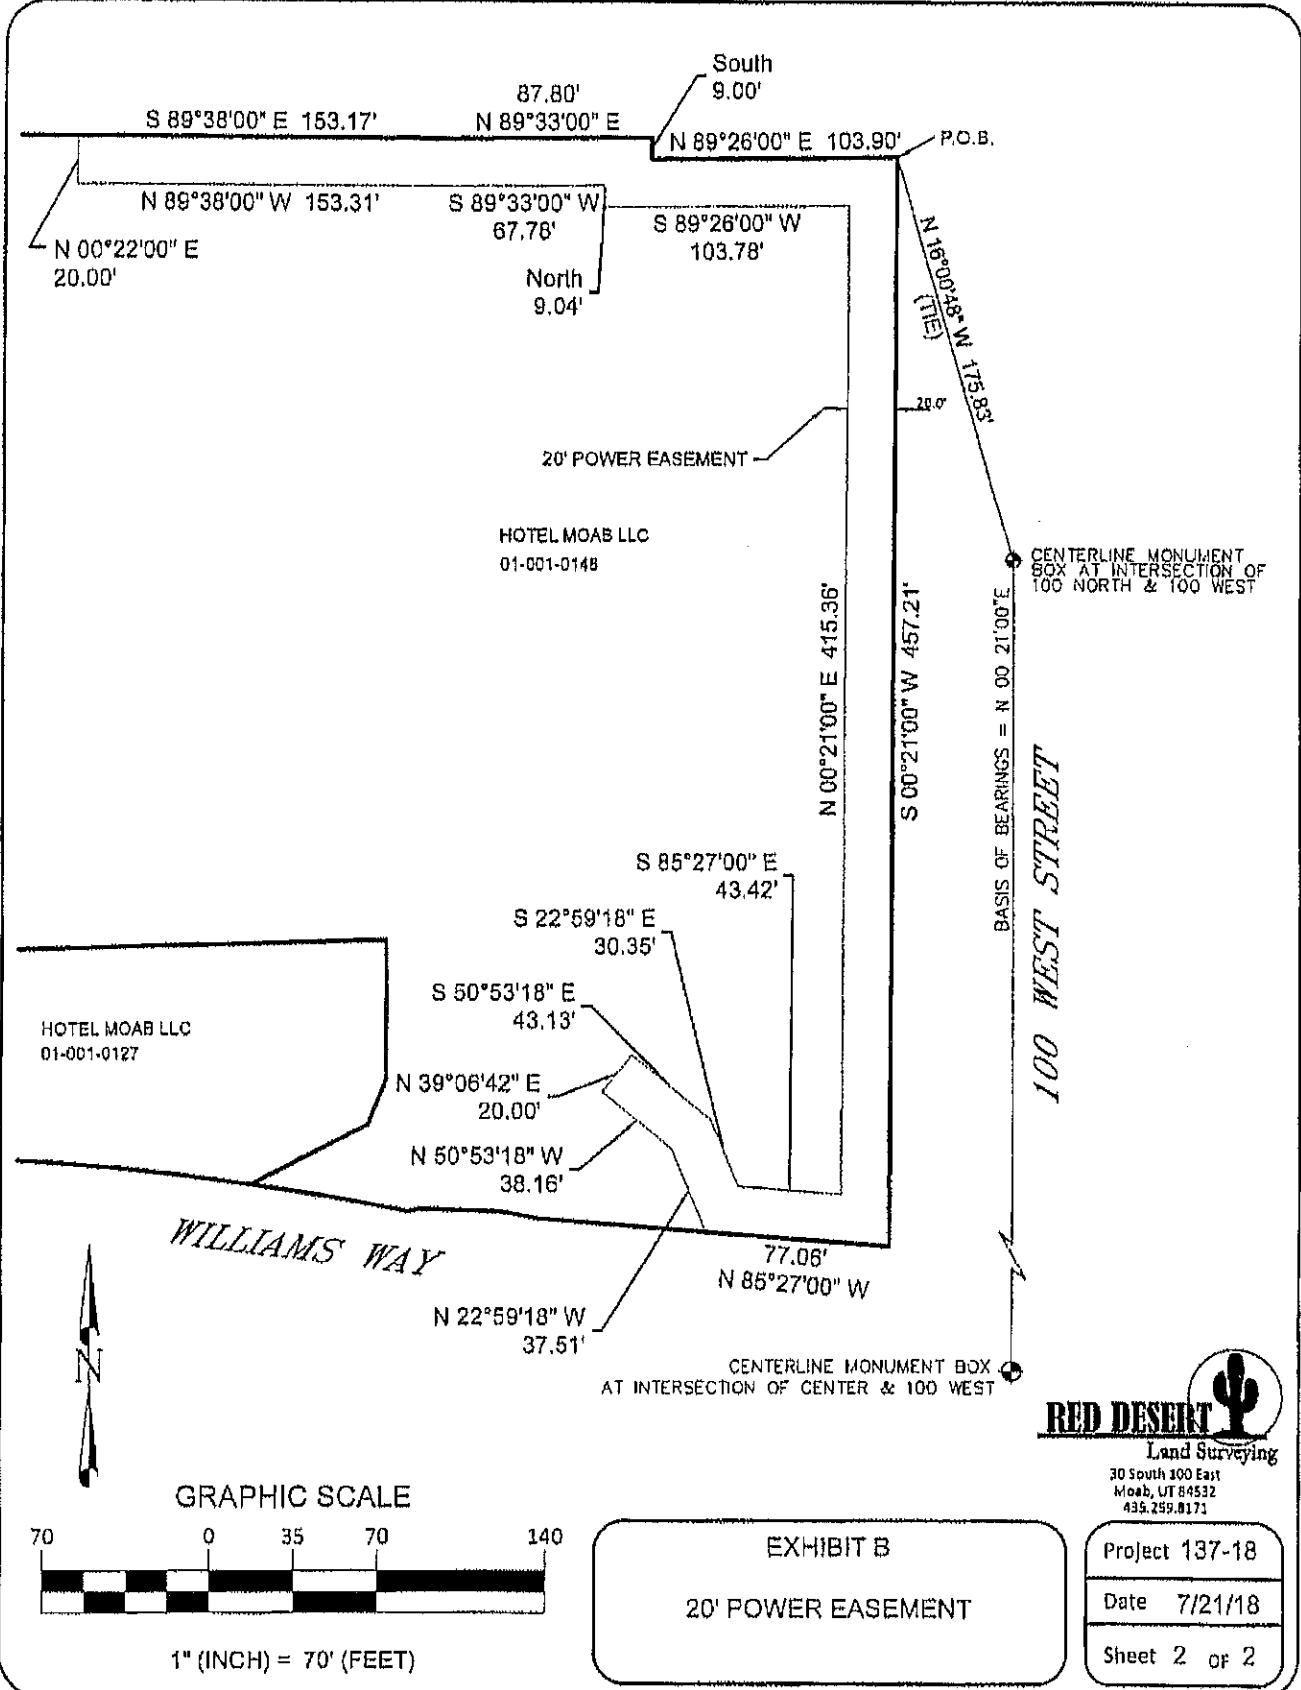 South
9.00'
87.80'
S 89°38'00" E 153.17'
N 89°33'00" E
N 89°26'00" E 103.90'
P.O.B.
N 89°38'00" W 153.31'
S 89°33'00" W
67.78'
S 89°26'00" W
103.78'
N 00°22'00" E
20.00'
North
9.04'
N 16°00'48" W 175.83'
(TIE)
20.0'
20' POWER EASEMENT
HOTEL MOAB LLC
01-001-0148
CENTERLINE MONUMENT
BOX AT INTERSECTION OF
100 NORTH & 100 WEST
N 00°21'00" E 415.36'
S 00°21'00" W 457.21'
BASIS OF BEARINGS = N 00 21'00"E
100 WEST STREET
S 85°27'00" E
43.42'
S 22°59'18" E
30.35'
S 50°53'18" E
43.13'
HOTEL MOAB LLC
01-001-0127
N 39°06'42" E
20.00'
N 50°53'18" W
38.16'
WILLIAMS WAY
77.06'
N 85°27'00" W
N 22°59'18" W
37.51'
CENTERLINE MONUMENT BOX
AT INTERSECTION OF CENTER & 100 WEST
N
RED DESERT
Land Surveying
30 South 100 East
Moab, UT 84532
435.259.8171
GRAPHIC SCALE
70 0 35 70 140
1" (INCH) = 70' (FEET)
EXHIBIT B
20' POWER EASEMENT
Project 137-18
Date 7/21/18
Sheet 2 OF 2